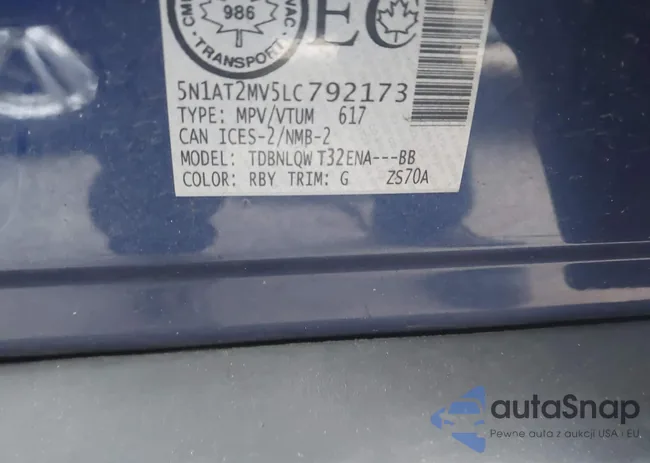 986
TRANSPORT
EC
5N1AT2MV5LC792173
TYPE: MPV/VTUM 617
CAN ICES-2/NMB-2
MODEL: TDBNLQW T32ENA---BB
COLOR: RBY TRIM: G ZS70A
autaSnap
Pewne auta z aukcji USA i EU